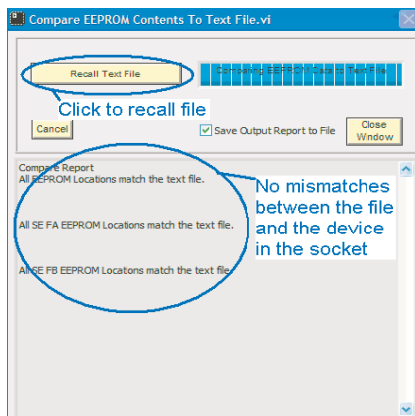 Compare EEPROM Contents To Text File.vi
Recall Text File
Comparing EEPROM Data to Text File
Click to recall file
Cancel
Save Output Report to File
Close
Window
Compare Report
All EEPROM Locations match the text file.
No mismatches
between the file
and the device
in the socket
All SE FA EEPROM Locations match the text file.
All SE FB EEPROM Locations match the text file.